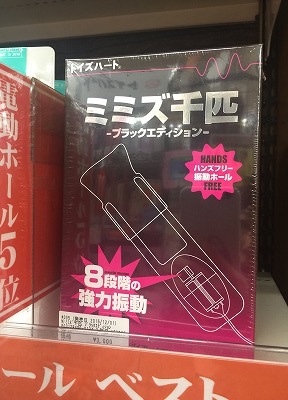 トイズハート
ミミズ千匹
-ブラックエディション-
HANDS
ハンズフリー
振動ホール
FREE
8段階の
強力振動
電動ホール
5位
ール ベスト